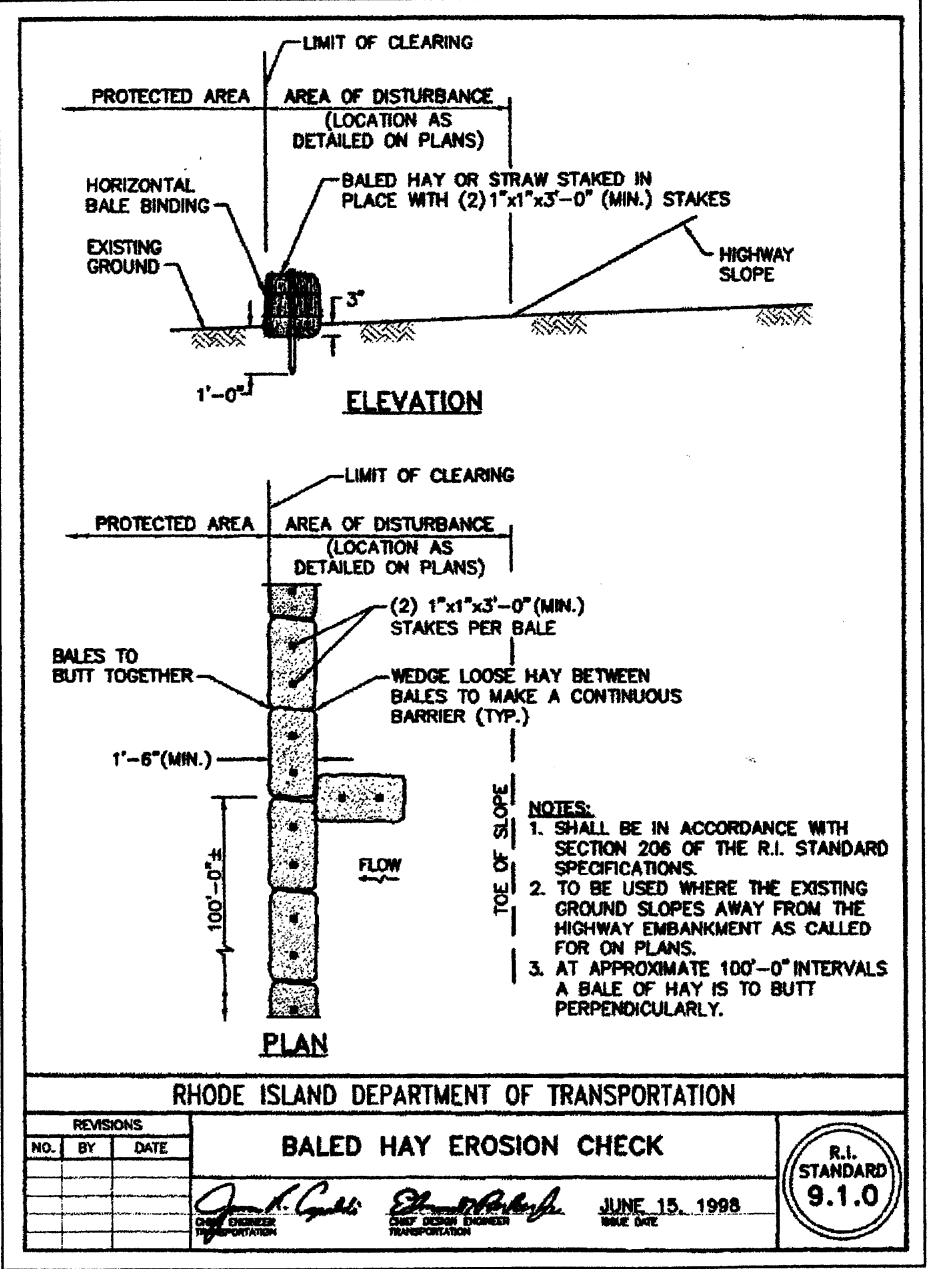 LIMIT OF CLEARING
PROTECTED AREA
AREA OF DISTURBANCE
(LOCATION AS
DETAILED ON PLANS)
HORIZONTAL
BALE BINDING
BALED HAY OR STRAW STAKED IN
PLACE WITH (2) 1"x1"x3'-0" (MIN.) STAKES
EXISTING
GROUND
HIGHWAY
SLOPE
3"
1'-0"
ELEVATION
LIMIT OF CLEARING
PROTECTED AREA
AREA OF DISTURBANCE
(LOCATION AS
DETAILED ON PLANS)
(2) 1"x1"x3'-0"(MIN.)
STAKES PER BALE
BALES TO
BUTT TOGETHER
WEDGE LOOSE HAY BETWEEN
BALES TO MAKE A CONTINUOUS
BARRIER (TYP.)
1'-6"(MIN.)
100'-0"±
FLOW
TOE OF SLOPE
NOTES:
1. SHALL BE IN ACCORDANCE WITH
SECTION 206 OF THE R.I. STANDARD
SPECIFICATIONS.
2. TO BE USED WHERE THE EXISTING
GROUND SLOPES AWAY FROM THE
HIGHWAY EMBANKMENT AS CALLED
FOR ON PLANS.
3. AT APPROXIMATE 100'-0" INTERVALS
A BALE OF HAY IS TO BUTT
PERPENDICULARLY.
PLAN
RHODE ISLAND DEPARTMENT OF TRANSPORTATION
REVISIONS
NO. BY DATE
BALED HAY EROSION CHECK
R.I.
STANDARD
9.1.0
CHIEF ENGINEER
TRANSPORTATION
CHIEF DESIGN ENGINEER
TRANSPORTATION
JUNE 15, 1998
ISSUE DATE